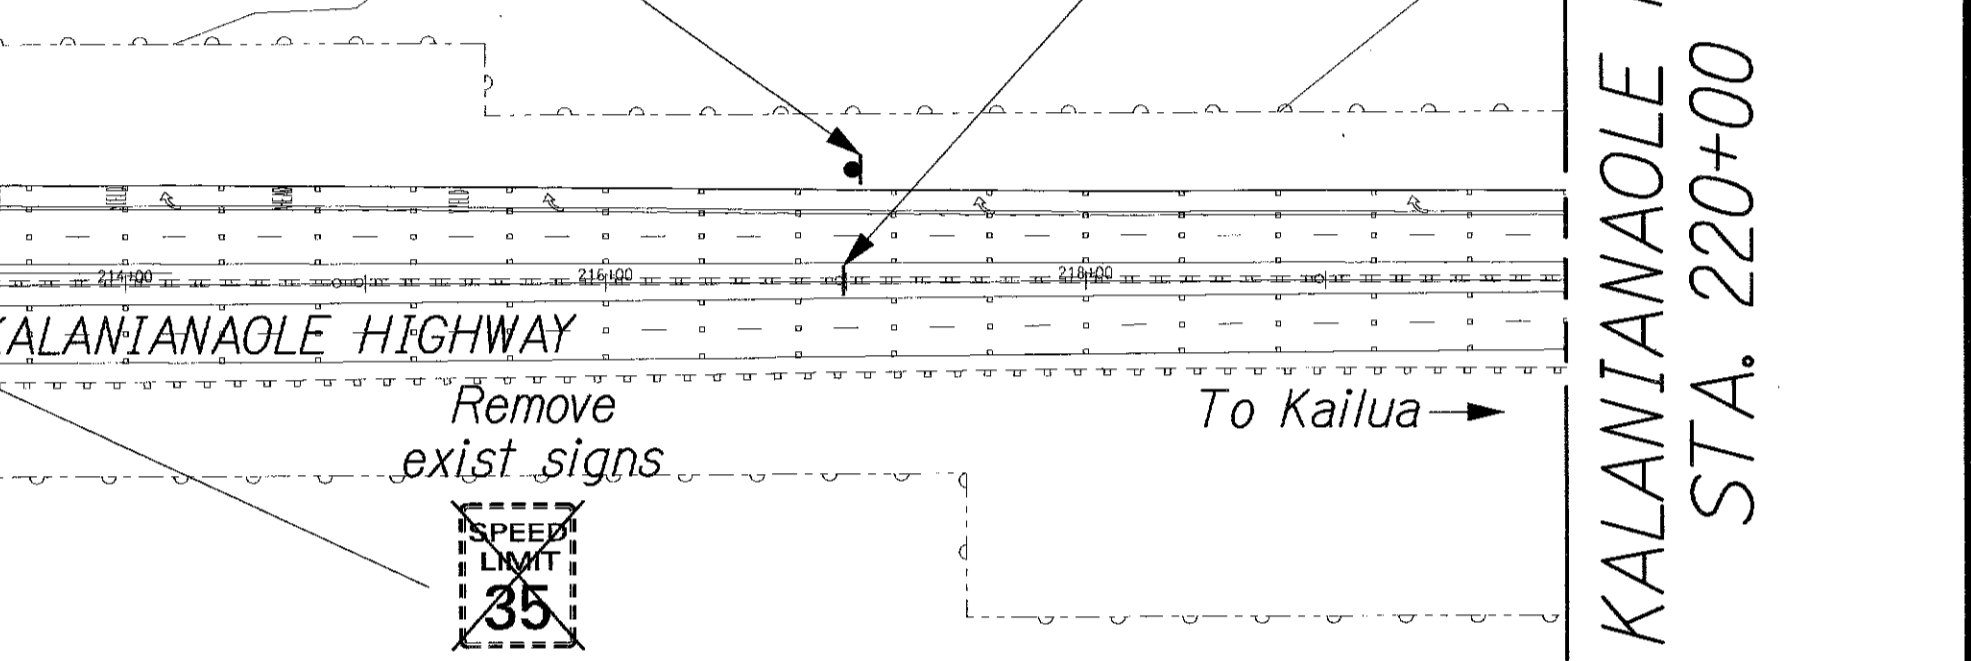 214+00
216+00
218+00
KALANIANAOLE HIGHWAY
Remove
exist signs
To Kailua
SPEED
LIMIT
35
KALANIANAOLE
STA. 220+00